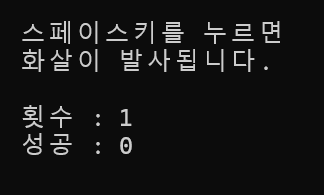 스페이스키를 누르면
화살이 발사됩니다.
횟수 : 1
성공 : 0